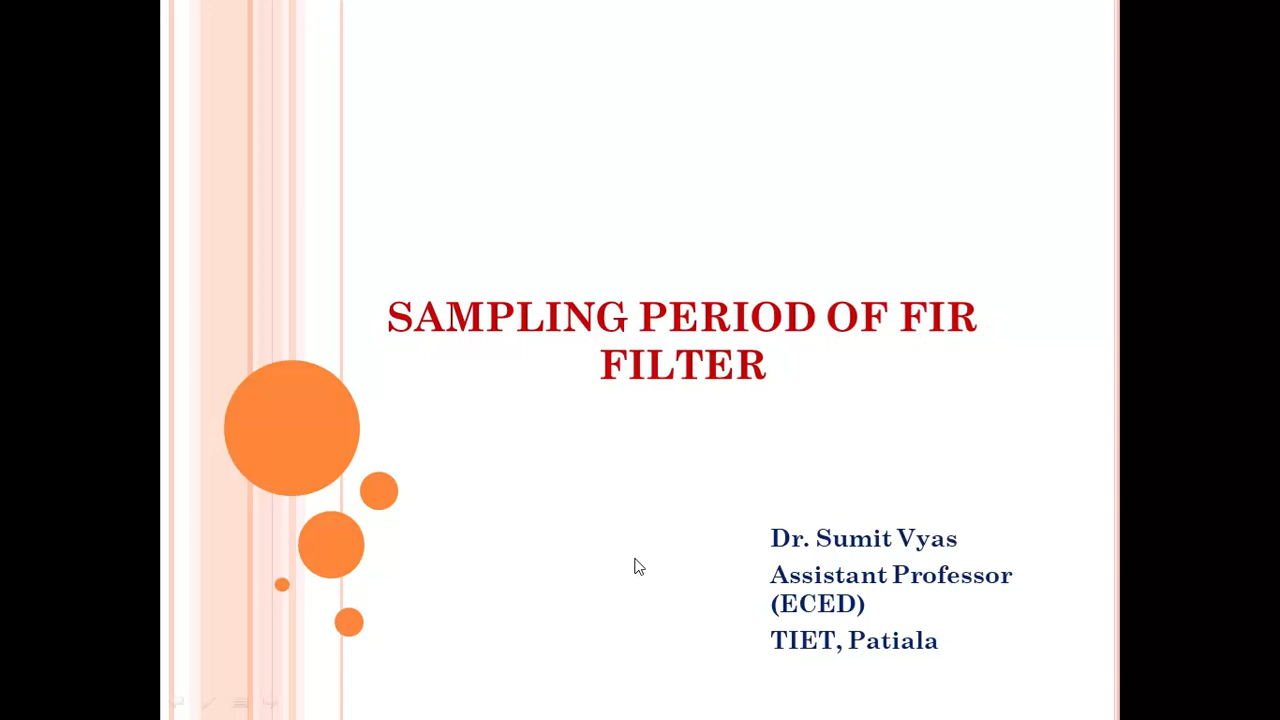 SAMPLING PERIOD OF FIR
FILTER
Dr. Sumit Vyas
Assistant Professor
(ECED)
TIET, Patiala